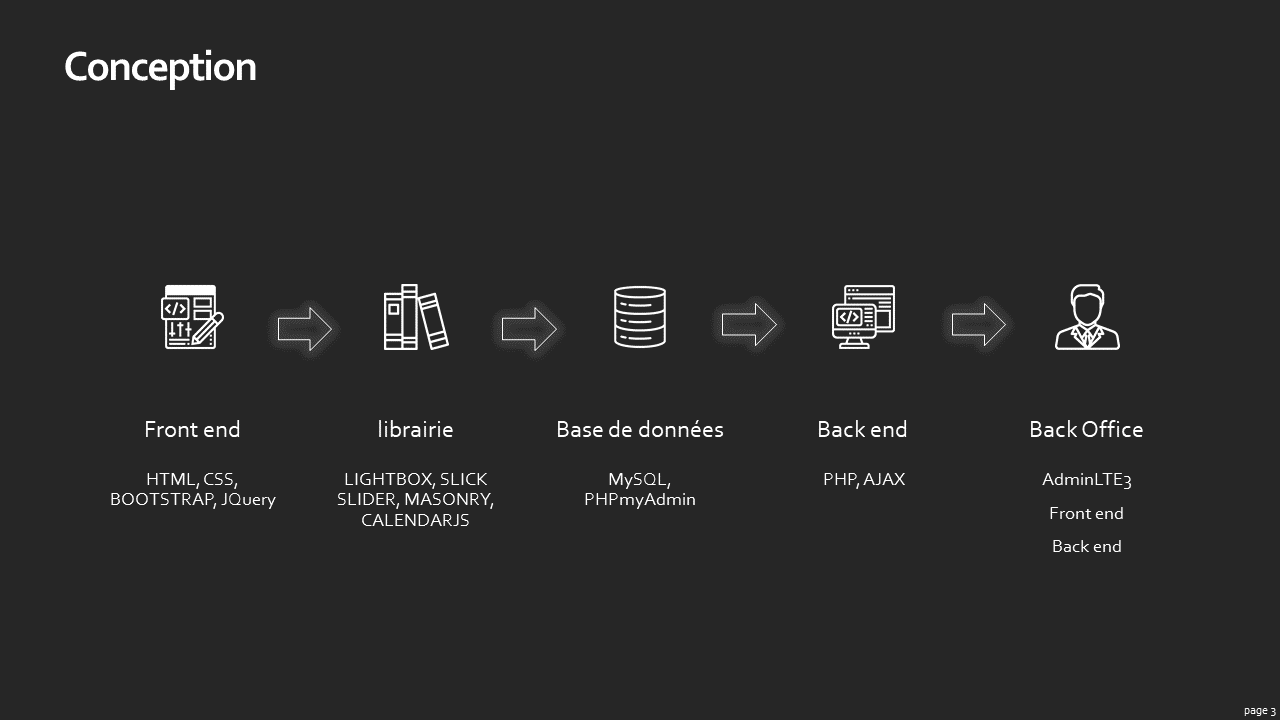 Conception
Front end
HTML, CSS,
BOOTSTRAP, JQuery
librairie
LIGHTBOX, SLICK
SLIDER, MASONRY,
CALENDARJS
Base de données
MySQL,
PHPmyAdmin
Back end
PHP, AJAX
Back Office
AdminLTE3
Front end
Back end
page 3